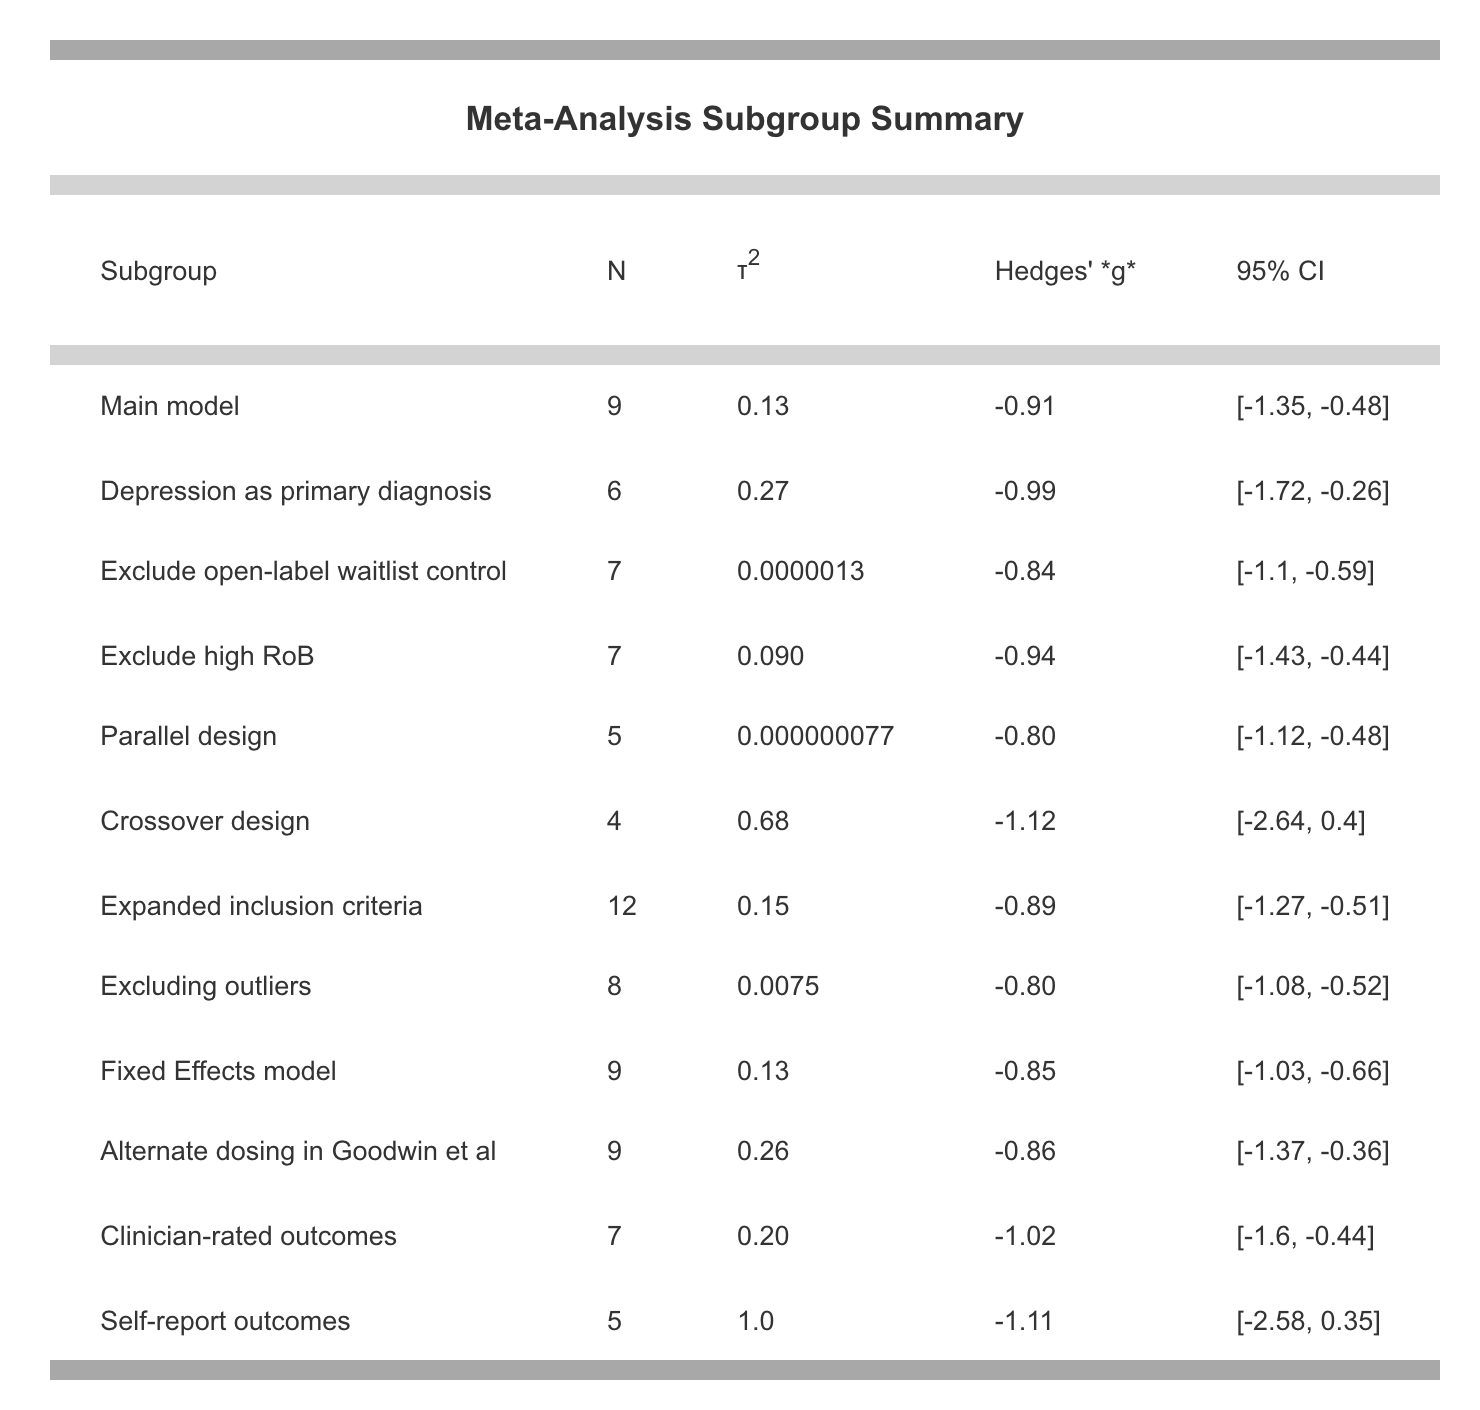 Meta-Analysis Subgroup Summary
Subgroup N τ2 Hedges' *g* 95% CI
Main model 9 0.13 -0.91 [-1.35, -0.48]
Depression as primary diagnosis 6 0.27 -0.99 [-1.72, -0.26]
Exclude open-label waitlist control 7 0.0000013 -0.84 [-1.1, -0.59]
Exclude high RoB 7 0.090 -0.94 [-1.43, -0.44]
Parallel design 5 0.000000077 -0.80 [-1.12, -0.48]
Crossover design 4 0.68 -1.12 [-2.64, 0.4]
Expanded inclusion criteria 12 0.15 -0.89 [-1.27, -0.51]
Excluding outliers 8 0.0075 -0.80 [-1.08, -0.52]
Fixed Effects model 9 0.13 -0.85 [-1.03, -0.66]
Alternate dosing in Goodwin et al 9 0.26 -0.86 [-1.37, -0.36]
Clinician-rated outcomes 7 0.20 -1.02 [-1.6, -0.44]
Self-report outcomes 5 1.0 -1.11 [-2.58, 0.35]